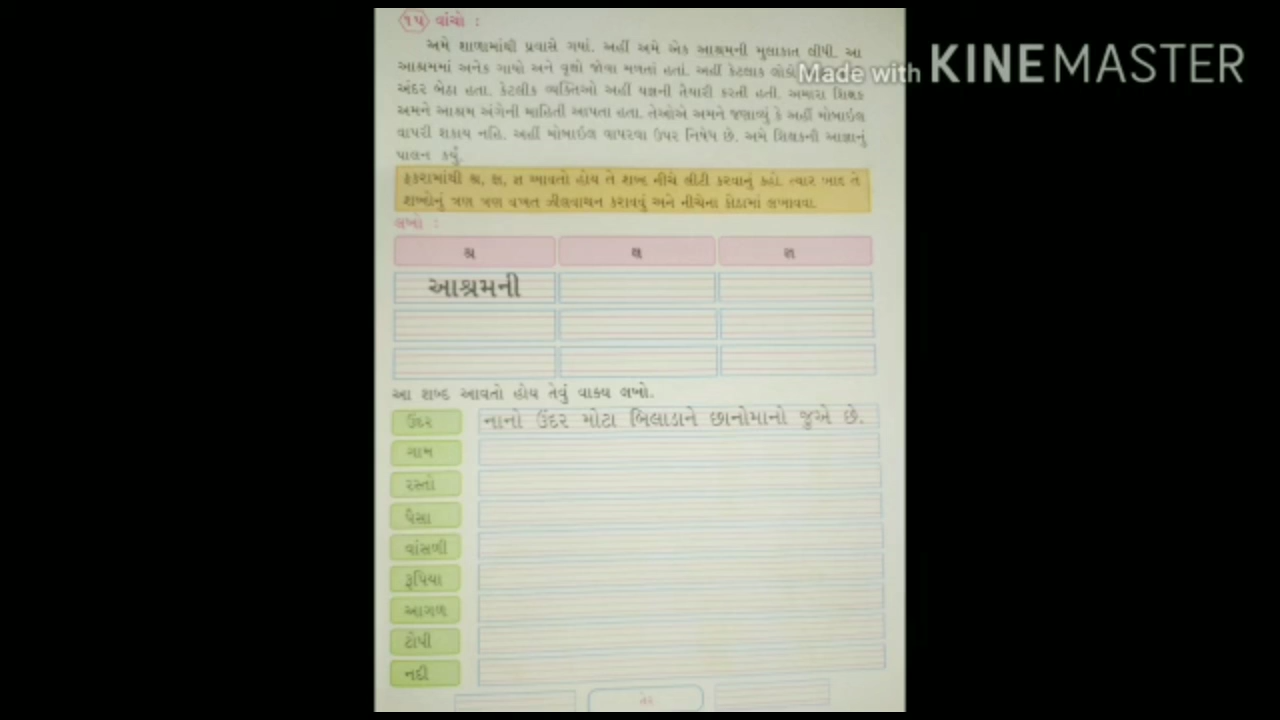 ૧૫ વાંચો :
અમે શાળામાંથી પ્રવાસે ગયાં. અહીં અમે એક આશ્રમની મુલાકાત લીધી. આ
આશ્રમમાં અનેક ગાયો અને વૃક્ષો જોવા મળતાં હતાં. અહીં કેટલાક લોકો
Made with KINEMASTER
અંદર બેઠા હતા. કેટલીક વ્યક્તિઓ અહીં યજ્ઞની તૈયારી કરતી હતી. અમારા શિક્ષક
અમને આશ્રમ અંગેની માહિતી આપતા હતા. તેઓએ અમને જણાવ્યું કે અહીં મોબાઇલ
વાપરી શકાય નહિ. અહીં મોબાઇલ વાપરવા ઉપર નિષેધ છે. અમે શિક્ષકની આજ્ઞાનું
પાલન કર્યું.
ફકરામાંથી શ્ર, ક્ષ, જ્ઞ આવતો હોય તે શબ્દ નીચે લીટી કરવાનું કહો. ત્યાર બાદ તે
શબ્દોનું ત્રણ ત્રણ વખત ઝીલવાચન કરાવવું અને નીચેના કોઠામાં લખાવવા.
લખો :
શ્ર ક્ષ જ્ઞ
આશ્રમની
આ શબ્દ આવતો હોય તેવું વાક્ય લખો.
ઉંદર નાનો ઉંદર મોટા બિલાડાને છાનોમાનો જુએ છે.
ગામ
રસ્તો
પૈસા
વાંસળી
રૂપિયા
આગળ
ટોપી
નદી
તેર